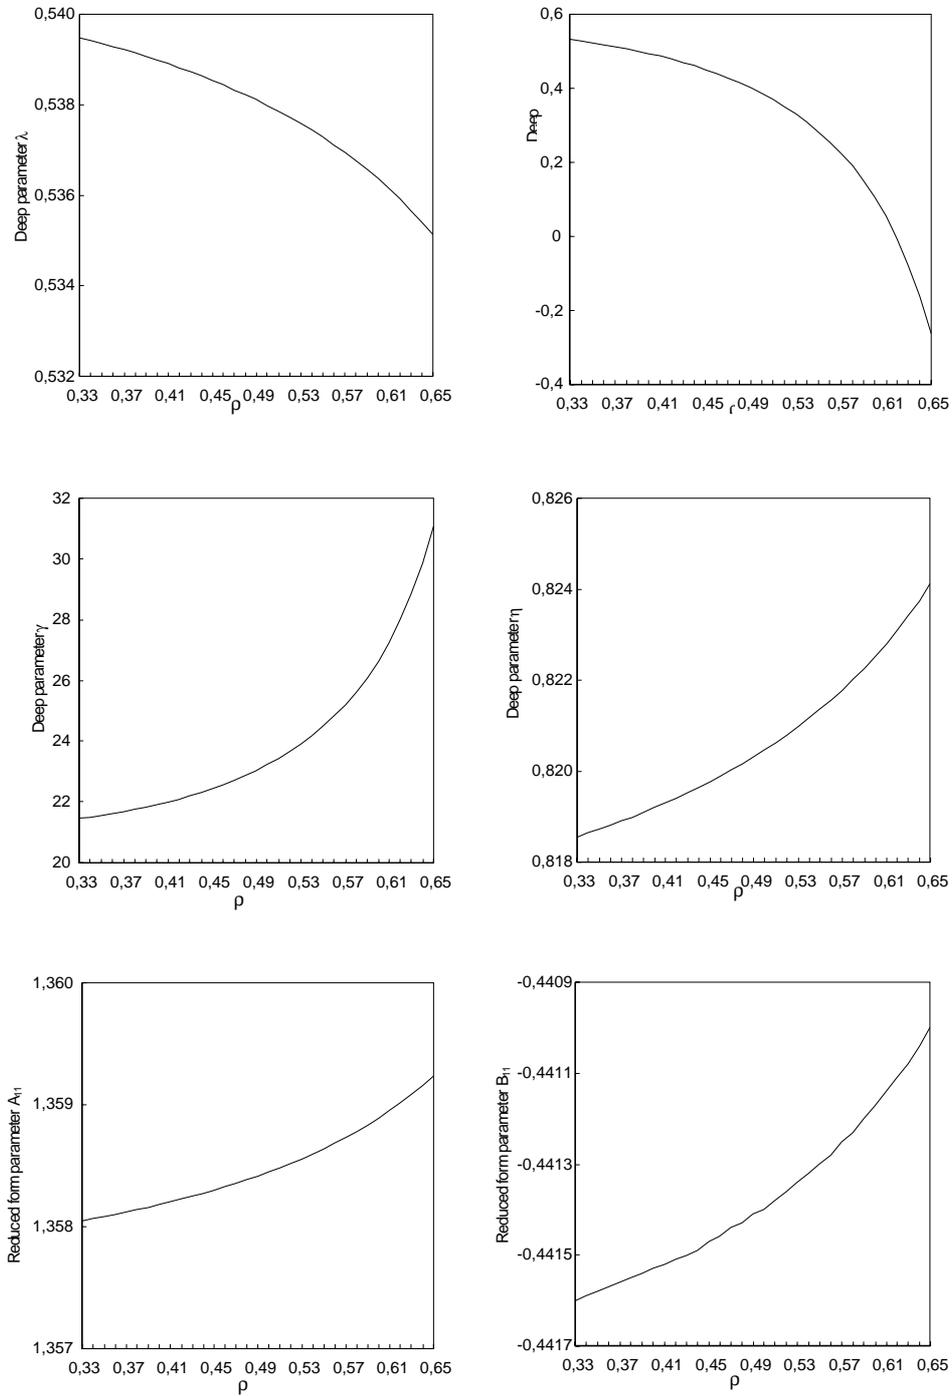 0,540
0,538
0,536
0,534
0,532
Deep parameter λ
0,33 0,37 0,41 0,45 0,49 0,53 0,57 0,61 0,65
ρ
0,6
0,4
0,2
0
-0,2
-0,4
Deep
0,33 0,37 0,41 0,45 0,49 0,53 0,57 0,61 0,65
32
30
28
26
24
22
20
Deep parameter γ
0,33 0,37 0,41 0,45 0,49 0,53 0,57 0,61 0,65
ρ
0,826
0,824
0,822
0,820
0,818
Deep parameter η
0,33 0,37 0,41 0,45 0,49 0,53 0,57 0,61 0,65
ρ
1,360
1,359
1,358
1,357
Reduced form parameter A11
0,33 0,37 0,41 0,45 0,49 0,53 0,57 0,61 0,65
ρ
-0,4409
-0,4411
-0,4413
-0,4415
-0,4417
Reduced form parameter B11
0,33 0,37 0,41 0,45 0,49 0,53 0,57 0,61 0,65
ρ